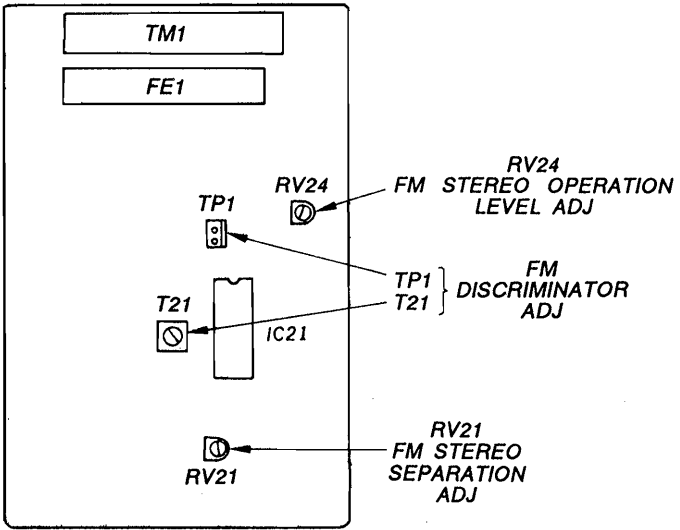 TM1
FE1
RV24
TP1
T21
IC21
RV21
RV24
FM STEREO OPERATION
LEVEL ADJ
TP1
T21
FM
DISCRIMINATOR
ADJ
RV21
FM STEREO
SEPARATION
ADJ